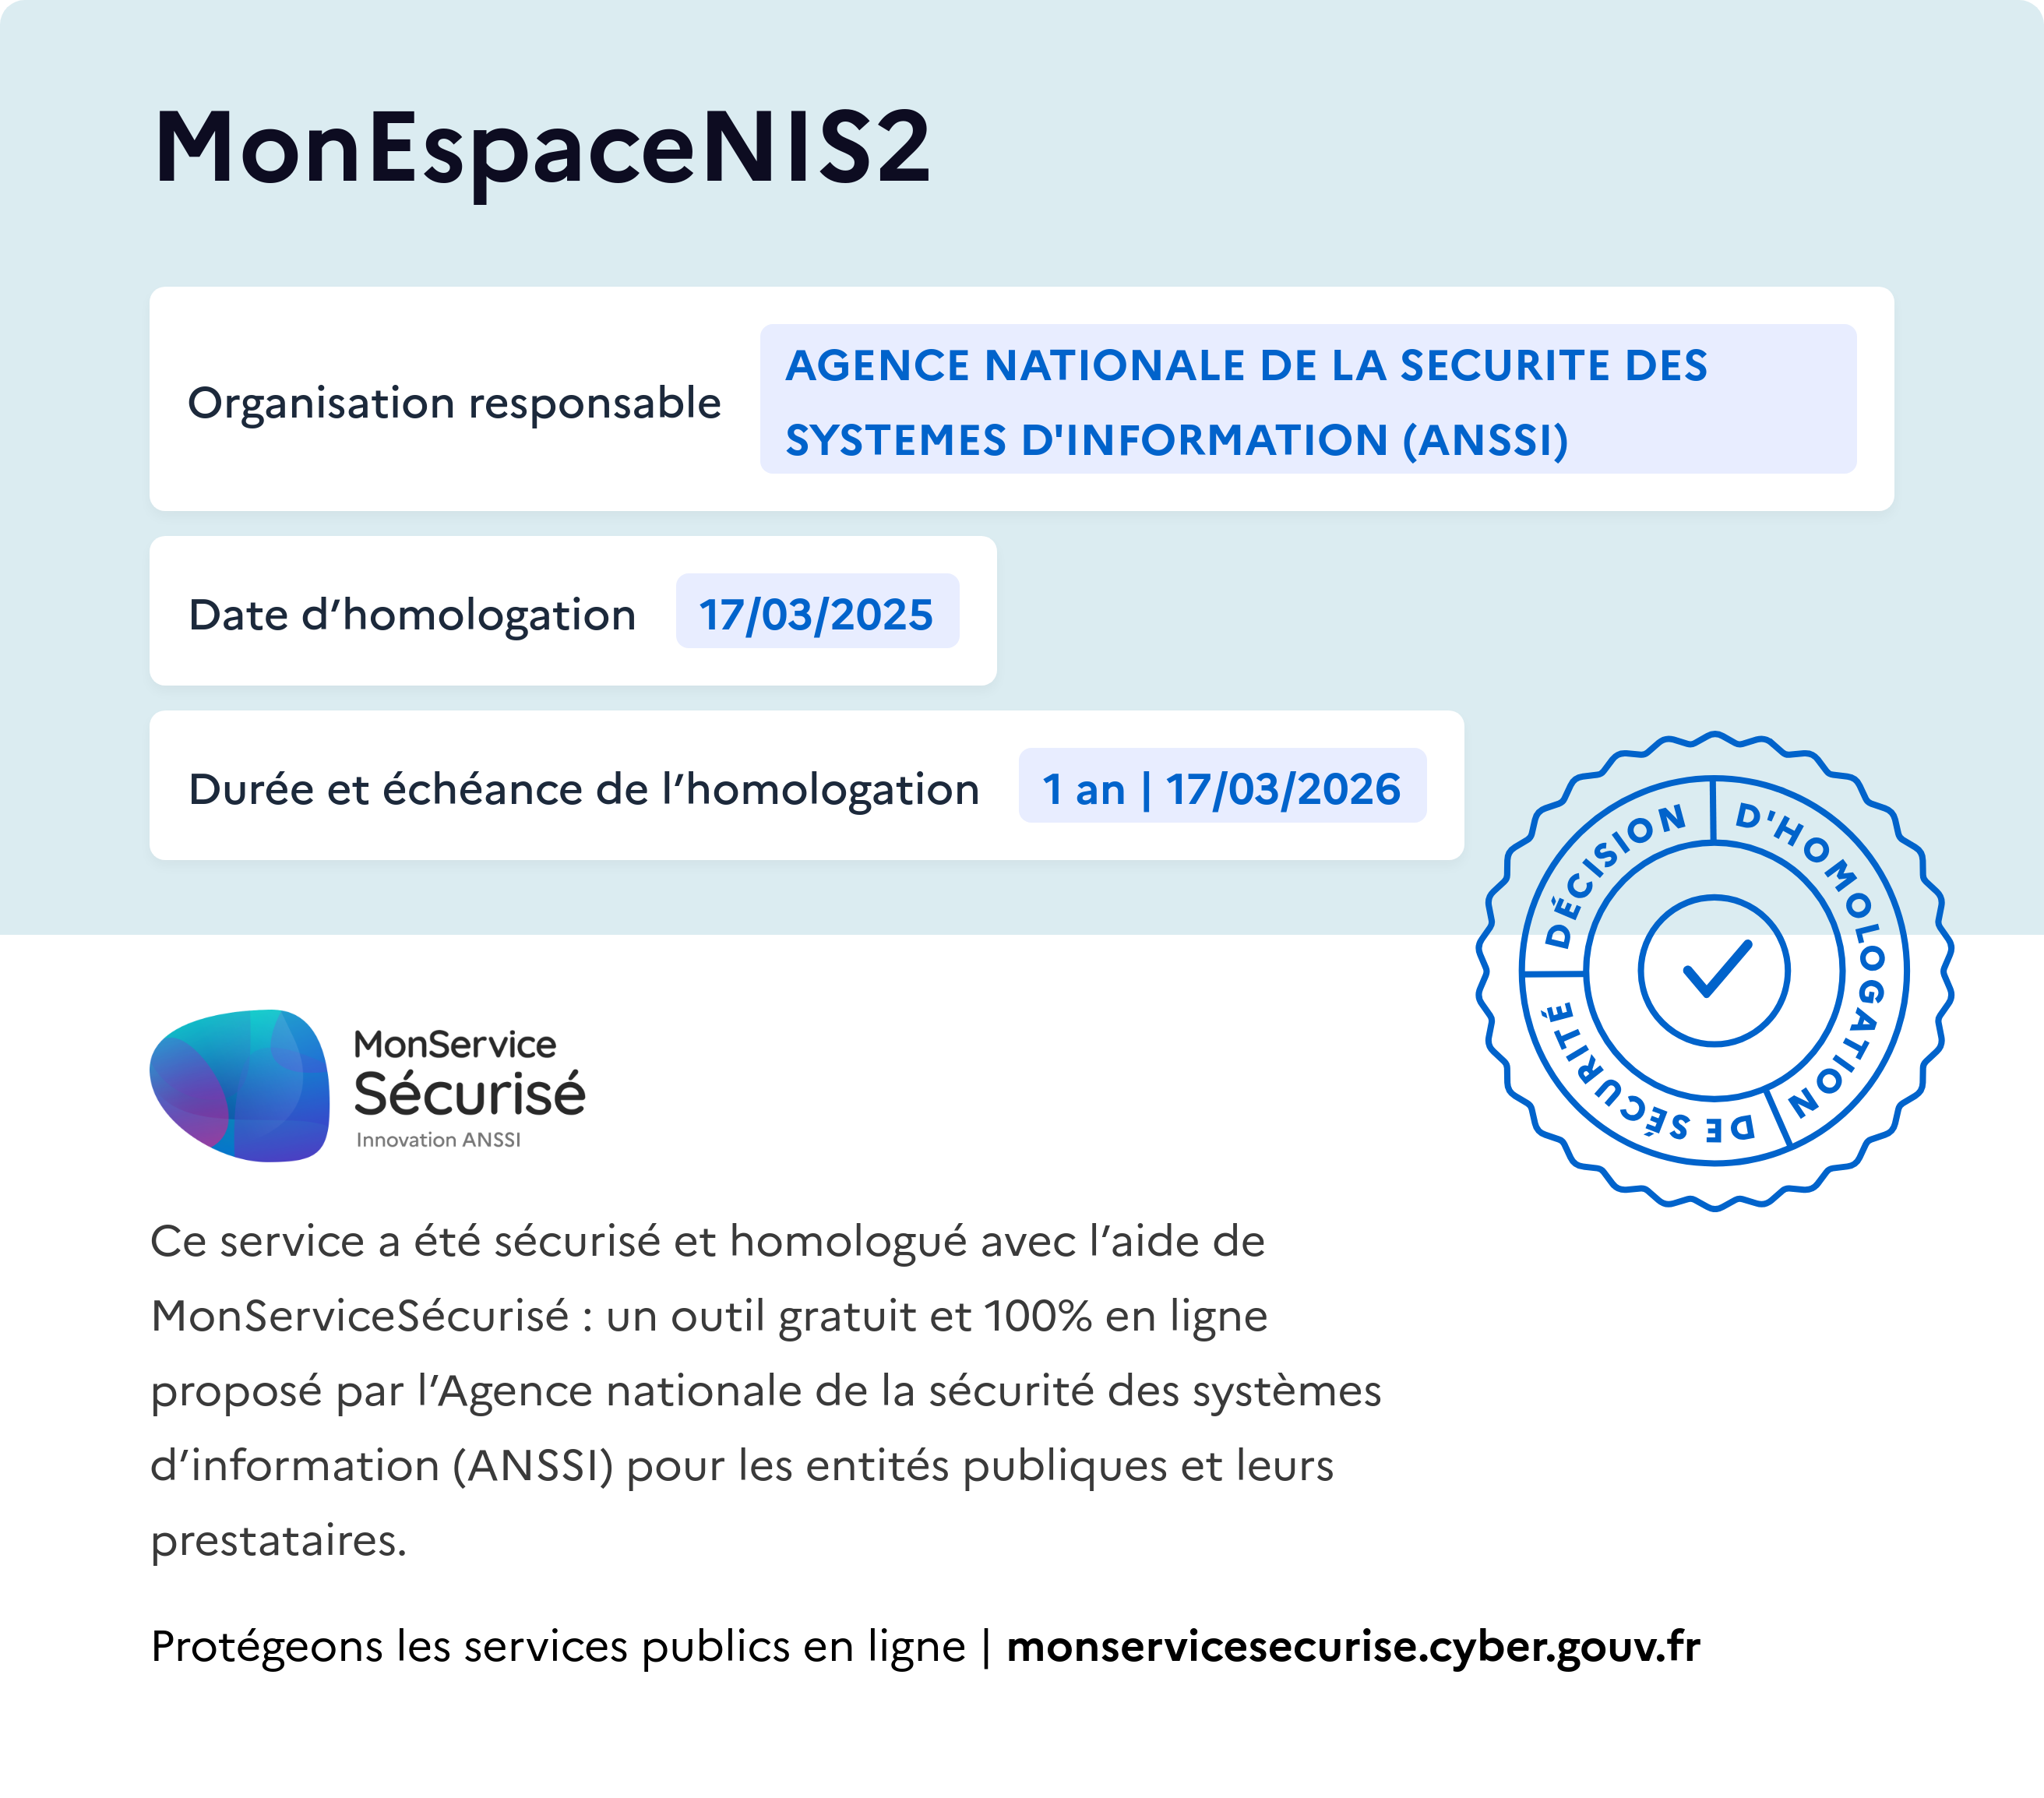 MonEspaceNIS2
Organisation responsable
AGENCE NATIONALE DE LA SECURITE DES
SYSTEMES D'INFORMATION (ANSSI)
Date d’homologation
17/03/2025
Durée et échéance de l’homologation
1 an | 17/03/2026
DÉCISION
D'HOMOLOGATION
DE SÉCURITÉ
MonService
Sécurisé
Innovation ANSSI
Ce service a été sécurisé et homologué avec l’aide de
MonServiceSécurisé : un outil gratuit et 100% en ligne
proposé par l’Agence nationale de la sécurité des systèmes
d’information (ANSSI) pour les entités publiques et leurs
prestataires.
Protégeons les services publics en ligne | monservicesecurise.cyber.gouv.fr